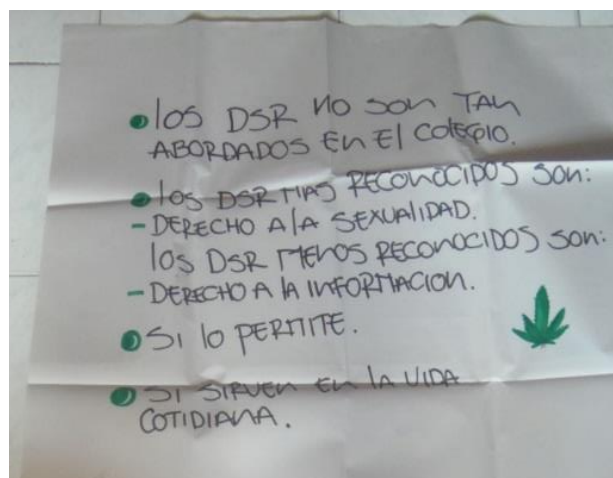 • los DSR NO SON TAN
ABORDADOS EN El COlEGIO.
• los DSR MAS RECONOCIDOS SON:
- DERECHO A lA SEXUALIDAD.
los DSR MENOS RECONOCIDOS SON:
- DERECHO A lA INFORMACION.
• SI lO PERMITE.
• SI SIRVEN EN lA VIDA
COTIDIANA.